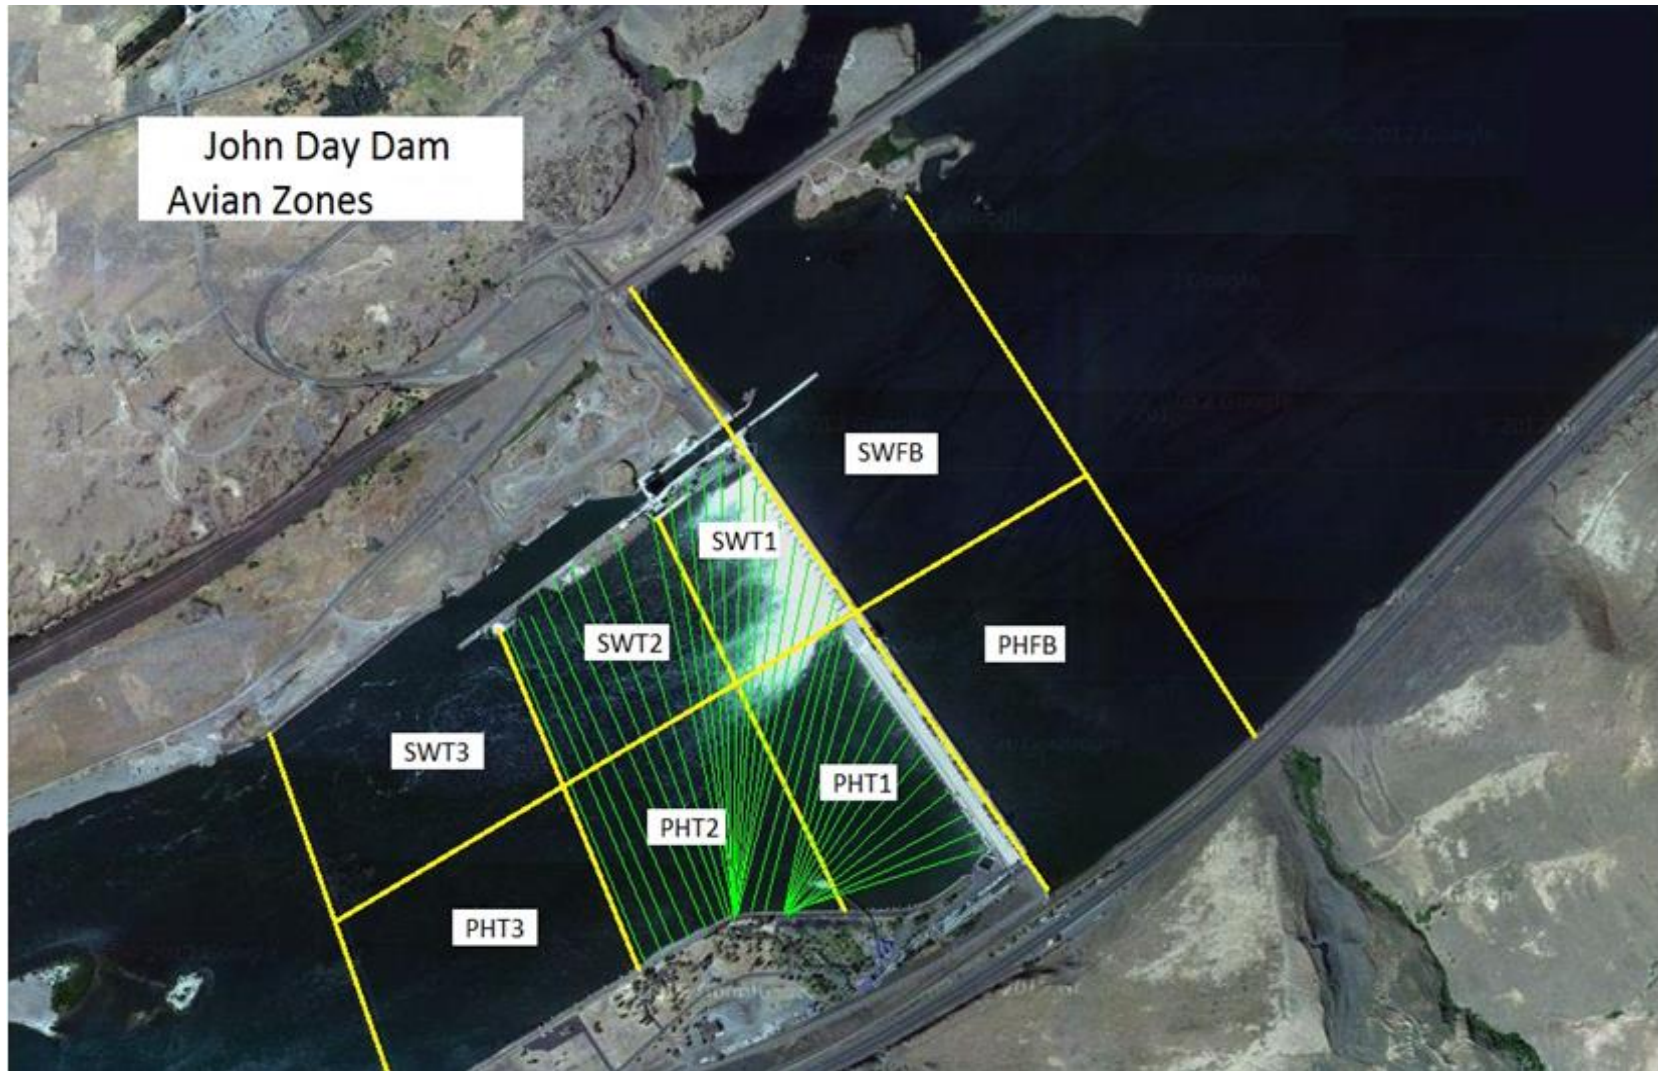 John Day Dam
Avian Zones
SWFB
SWT1
SWT2
PHFB
SWT3
PHT1
PHT2
PHT3